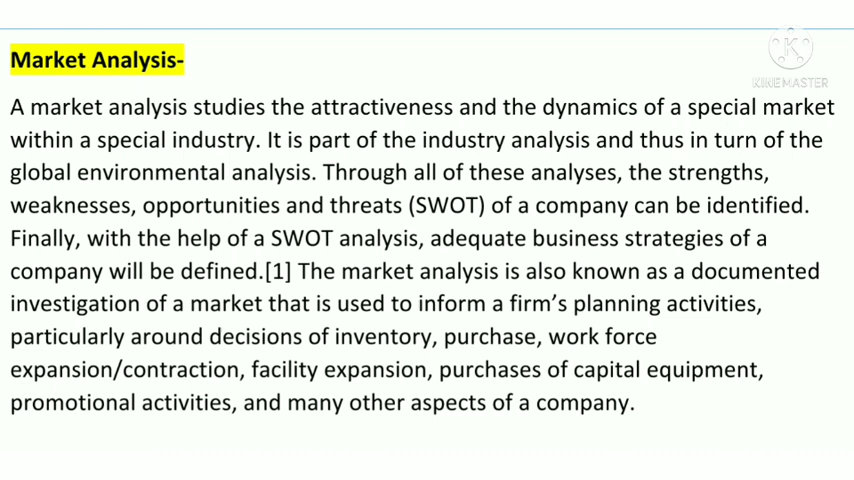 Market Analysis-
KINEMASTER
A market analysis studies the attractiveness and the dynamics of a special market
within a special industry. It is part of the industry analysis and thus in turn of the
global environmental analysis. Through all of these analyses, the strengths,
weaknesses, opportunities and threats (SWOT) of a company can be identified.
Finally, with the help of a SWOT analysis, adequate business strategies of a
company will be defined.[1] The market analysis is also known as a documented
investigation of a market that is used to inform a firm’s planning activities,
particularly around decisions of inventory, purchase, work force
expansion/contraction, facility expansion, purchases of capital equipment,
promotional activities, and many other aspects of a company.